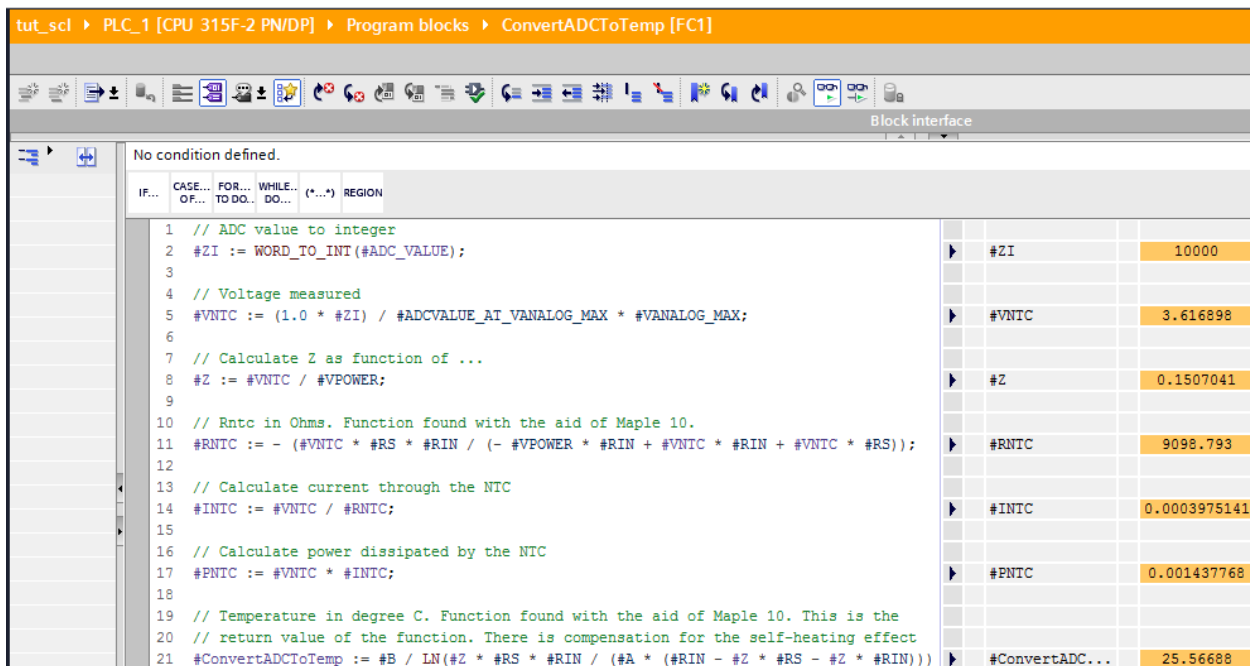 tut_scl ▸ PLC_1 [CPU 315F-2 PN/DP] ▸ Program blocks ▸ ConvertADCToTemp [FC1]
Block interface
No condition defined.
IF... CASE... OF... FOR... TO DO.. WHILE.. DO... (*...*) REGION
1 // ADC value to integer
2 #ZI := WORD_TO_INT(#ADC_VALUE); #ZI 10000
3
4 // Voltage measured
5 #VNTC := (1.0 * #ZI) / #ADCVALUE_AT_VANALOG_MAX * #VANALOG_MAX; #VNTC 3.616898
6
7 // Calculate Z as function of ...
8 #Z := #VNTC / #VPOWER; #Z 0.1507041
9
10 // Rntc in Ohms. Function found with the aid of Maple 10.
11 #RNTC := - (#VNTC * #RS * #RIN / (- #VPOWER * #RIN + #VNTC * #RIN + #VNTC * #RS)); #RNTC 9098.793
12
13 // Calculate current through the NTC
14 #INTC := #VNTC / #RNTC; #INTC 0.0003975141
15
16 // Calculate power dissipated by the NTC
17 #PNTC := #VNTC * #INTC; #PNTC 0.001437768
18
19 // Temperature in degree C. Function found with the aid of Maple 10. This is the
20 // return value of the function. There is compensation for the self-heating effect
21 #ConvertADCToTemp := #B / LN(#Z * #RS * #RIN / (#A * (#RIN - #Z * #RS - #Z * #RIN))) #ConvertADC... 25.56688